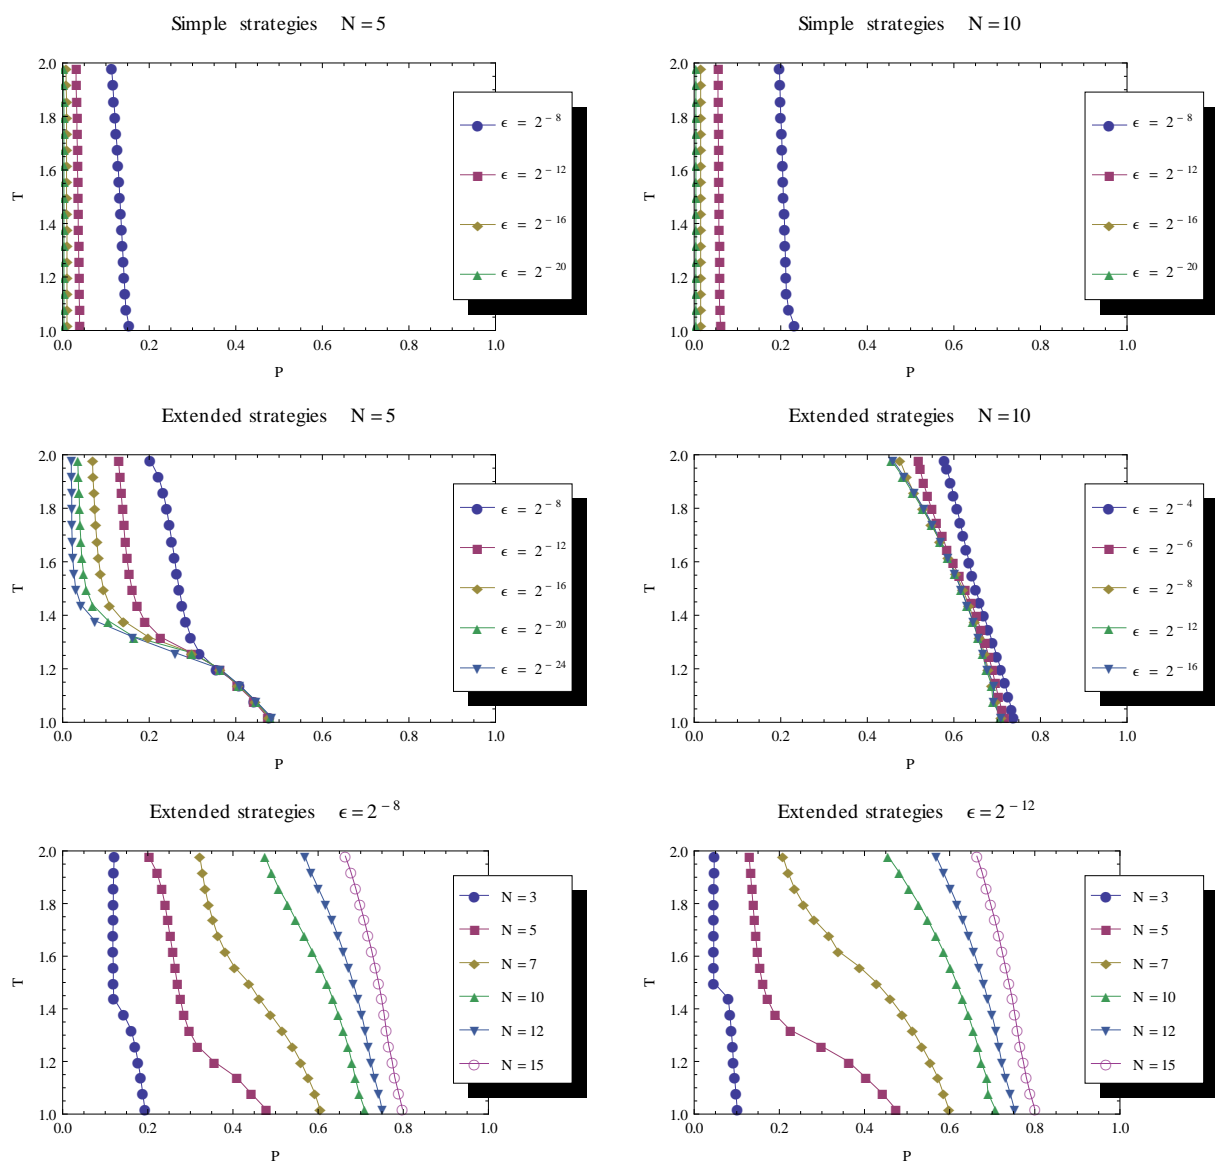 Simple strategies N = 5
2.0
1.8
1.6
1.4
1.2
1.0
T
0.0 0.2 0.4 0.6 0.8 1.0
P
ϵ = 2^-8
ϵ = 2^-12
ϵ = 2^-16
ϵ = 2^-20
Simple strategies N = 10
2.0
1.8
1.6
1.4
1.2
1.0
T
0.0 0.2 0.4 0.6 0.8 1.0
P
ϵ = 2^-8
ϵ = 2^-12
ϵ = 2^-16
ϵ = 2^-20
Extended strategies N = 5
2.0
1.8
1.6
1.4
1.2
1.0
T
0.0 0.2 0.4 0.6 0.8 1.0
P
ϵ = 2^-8
ϵ = 2^-12
ϵ = 2^-16
ϵ = 2^-20
ϵ = 2^-24
Extended strategies N = 10
2.0
1.8
1.6
1.4
1.2
1.0
T
0.0 0.2 0.4 0.6 0.8 1.0
P
ϵ = 2^-4
ϵ = 2^-6
ϵ = 2^-8
ϵ = 2^-12
ϵ = 2^-16
Extended strategies ϵ = 2^-8
2.0
1.8
1.6
1.4
1.2
1.0
T
0.0 0.2 0.4 0.6 0.8 1.0
P
N = 3
N = 5
N = 7
N = 10
N = 12
N = 15
Extended strategies ϵ = 2^-12
2.0
1.8
1.6
1.4
1.2
1.0
T
0.0 0.2 0.4 0.6 0.8 1.0
P
N = 3
N = 5
N = 7
N = 10
N = 12
N = 15